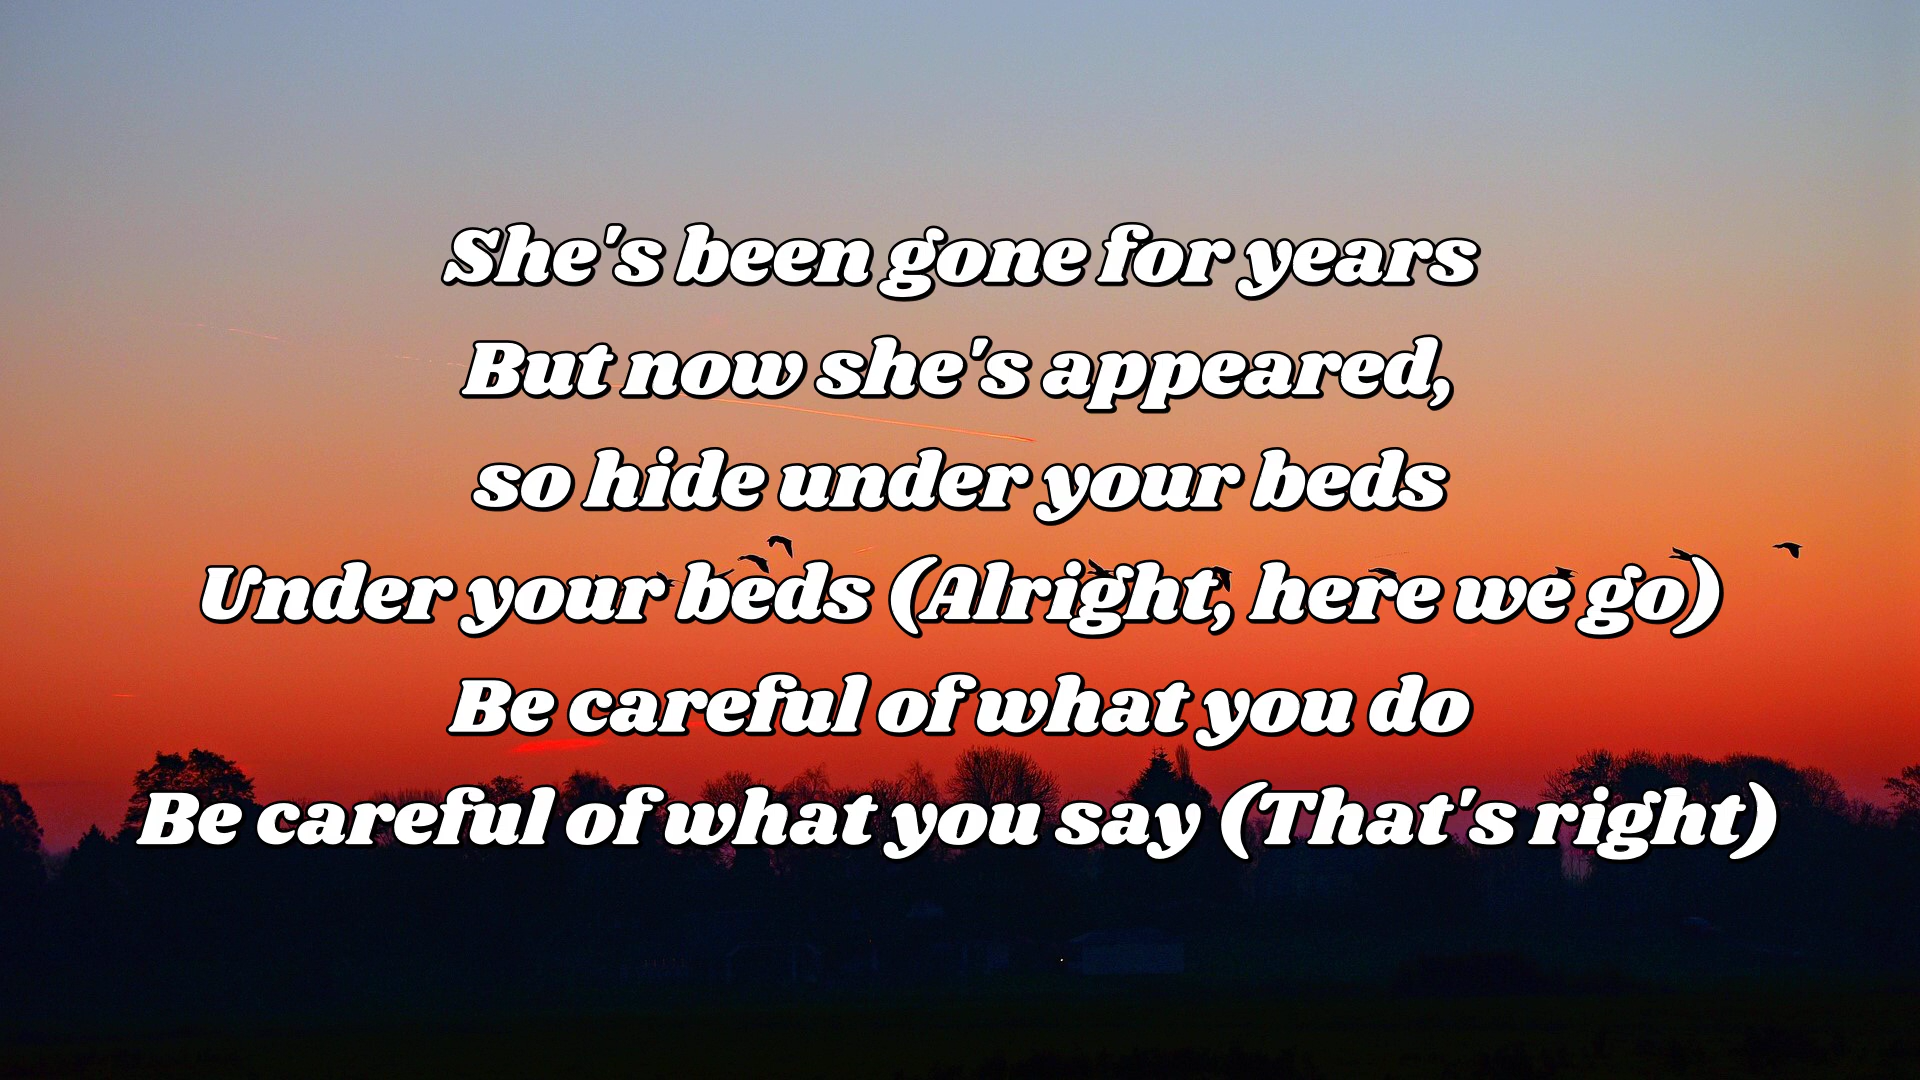 She's been gone for years
But now she's appeared,
so hide under your beds
Under your beds (Alright, here we go)
Be careful of what you do
Be careful of what you say (That's right)